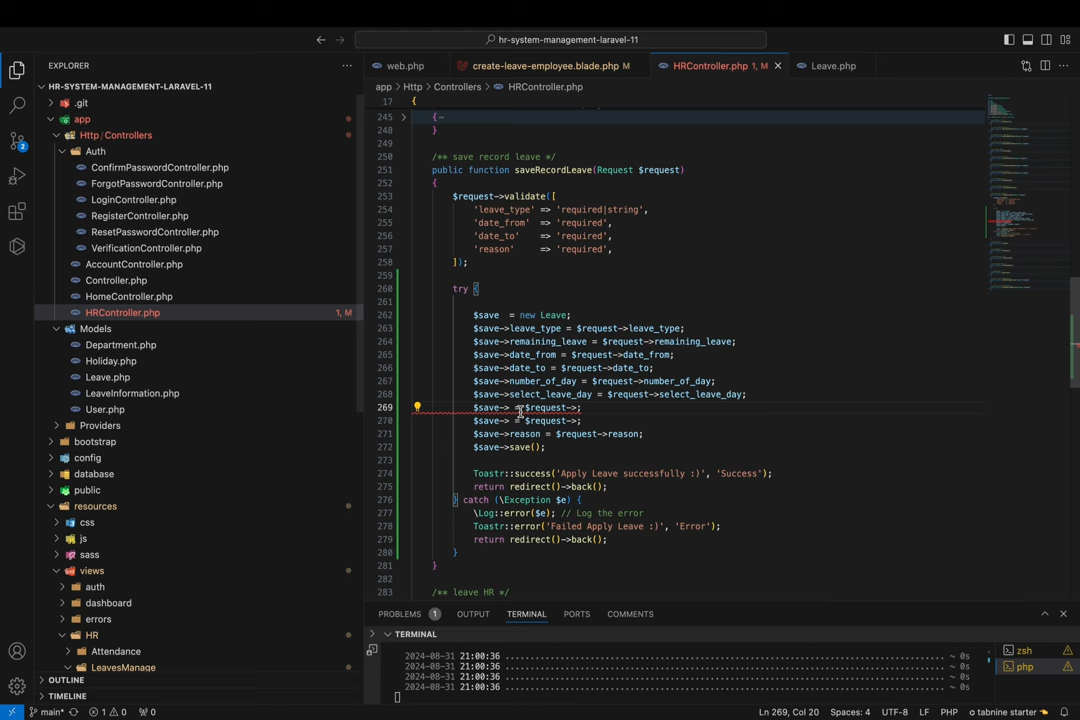 hr-system-management-laravel-11
EXPLORER
web.php
create-leave-employee.blade.php M
HRController.php 1, M
Leave.php
HR-SYSTEM-MANAGEMENT-LARAVEL-11
app > Http > Controllers > HRController.php
.git
app
Http / Controllers
Auth
ConfirmPasswordController.php
ForgotPasswordController.php
LoginController.php
RegisterController.php
ResetPasswordController.php
VerificationController.php
AccountController.php
Controller.php
HomeController.php
HRController.php 1, M
Models
Department.php
Holiday.php
Leave.php
LeaveInformation.php
User.php
Providers
bootstrap
config
database
public
resources
css
js
sass
views
auth
dashboard
errors
HR
Attendance
LeavesManage
OUTLINE
TIMELINE
2
17 {
245 {
248 }
249
250 /** save record leave */
251 public function saveRecordLeave(Request $request)
252 {
253 $request->validate([
254 'leave_type' => 'required|string',
255 'date_from' => 'required',
256 'date_to' => 'required',
257 'reason' => 'required',
258 ]);
259
260 try {
261
262 $save = new Leave;
263 $save->leave_type = $request->leave_type;
264 $save->remaining_leave = $request->remaining_leave;
265 $save->date_from = $request->date_from;
266 $save->date_to = $request->date_to;
267 $save->number_of_day = $request->number_of_day;
268 $save->select_leave_day = $request->select_leave_day;
269 $save-> = $request->;
270 $save-> = $request->;
271 $save->reason = $request->reason;
272 $save->save();
273
274 Toastr::success('Apply Leave successfully :)', 'Success');
275 return redirect()->back();
276 } catch (\Exception $e) {
277 \Log::error($e); // Log the error
278 Toastr::error('Failed Apply Leave :)', 'Error');
279 return redirect()->back();
280 }
281 }
282
283 /** leave HR */
PROBLEMS 1 OUTPUT TERMINAL PORTS COMMENTS
TERMINAL
2024-08-31 21:00:36 ~ 0s
2024-08-31 21:00:36 ~ 0s
2024-08-31 21:00:36 ~ 0s
zsh
php
main* 1 0 0 Ln 269, Col 20 Spaces: 4 UTF-8 LF PHP tabnine starter